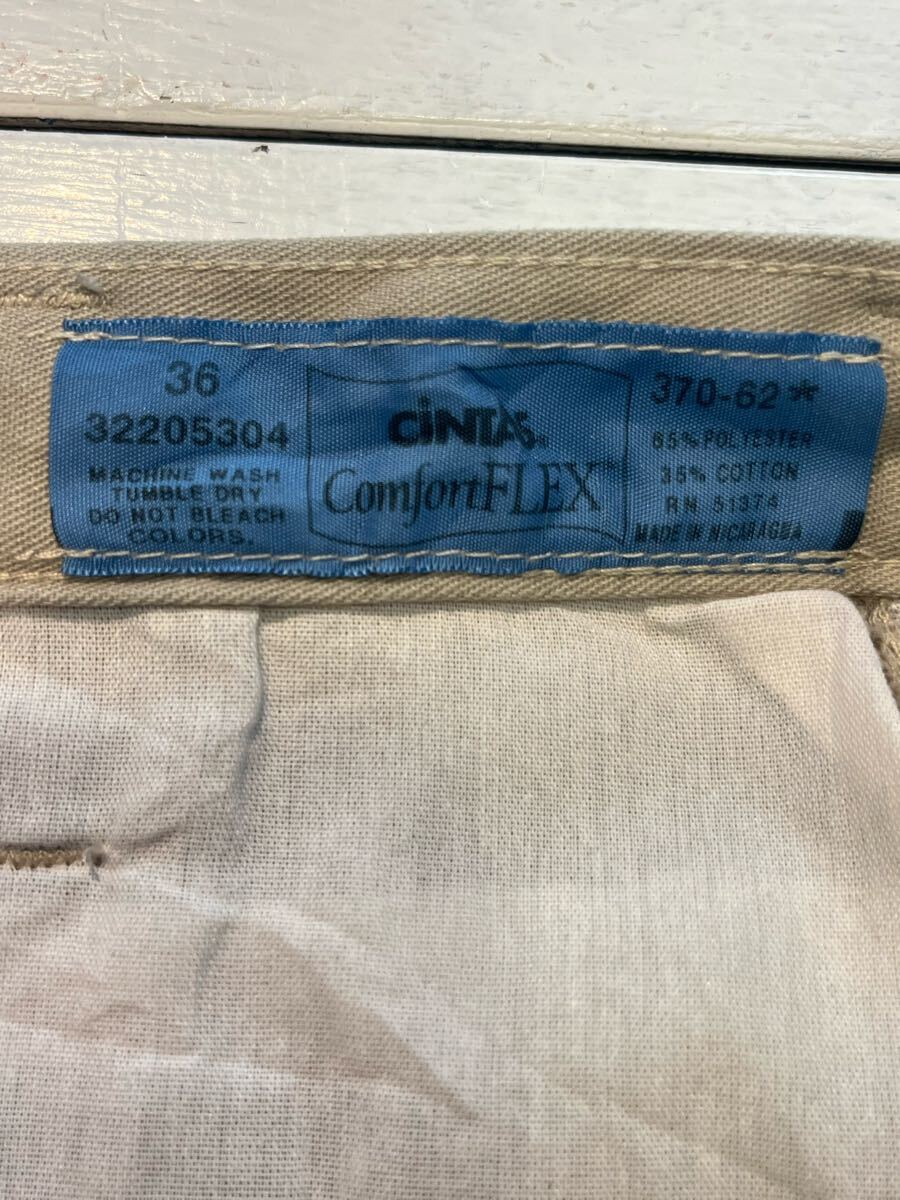 36
32205304
MACHINE WASH
TUMBLE DRY
DO NOT BLEACH
COLORS.
CiNTAS®
ComfortFLEX™
370-62*
65% POLYESTER
35% COTTON
RN 51374
MADE IN NICARAGUA